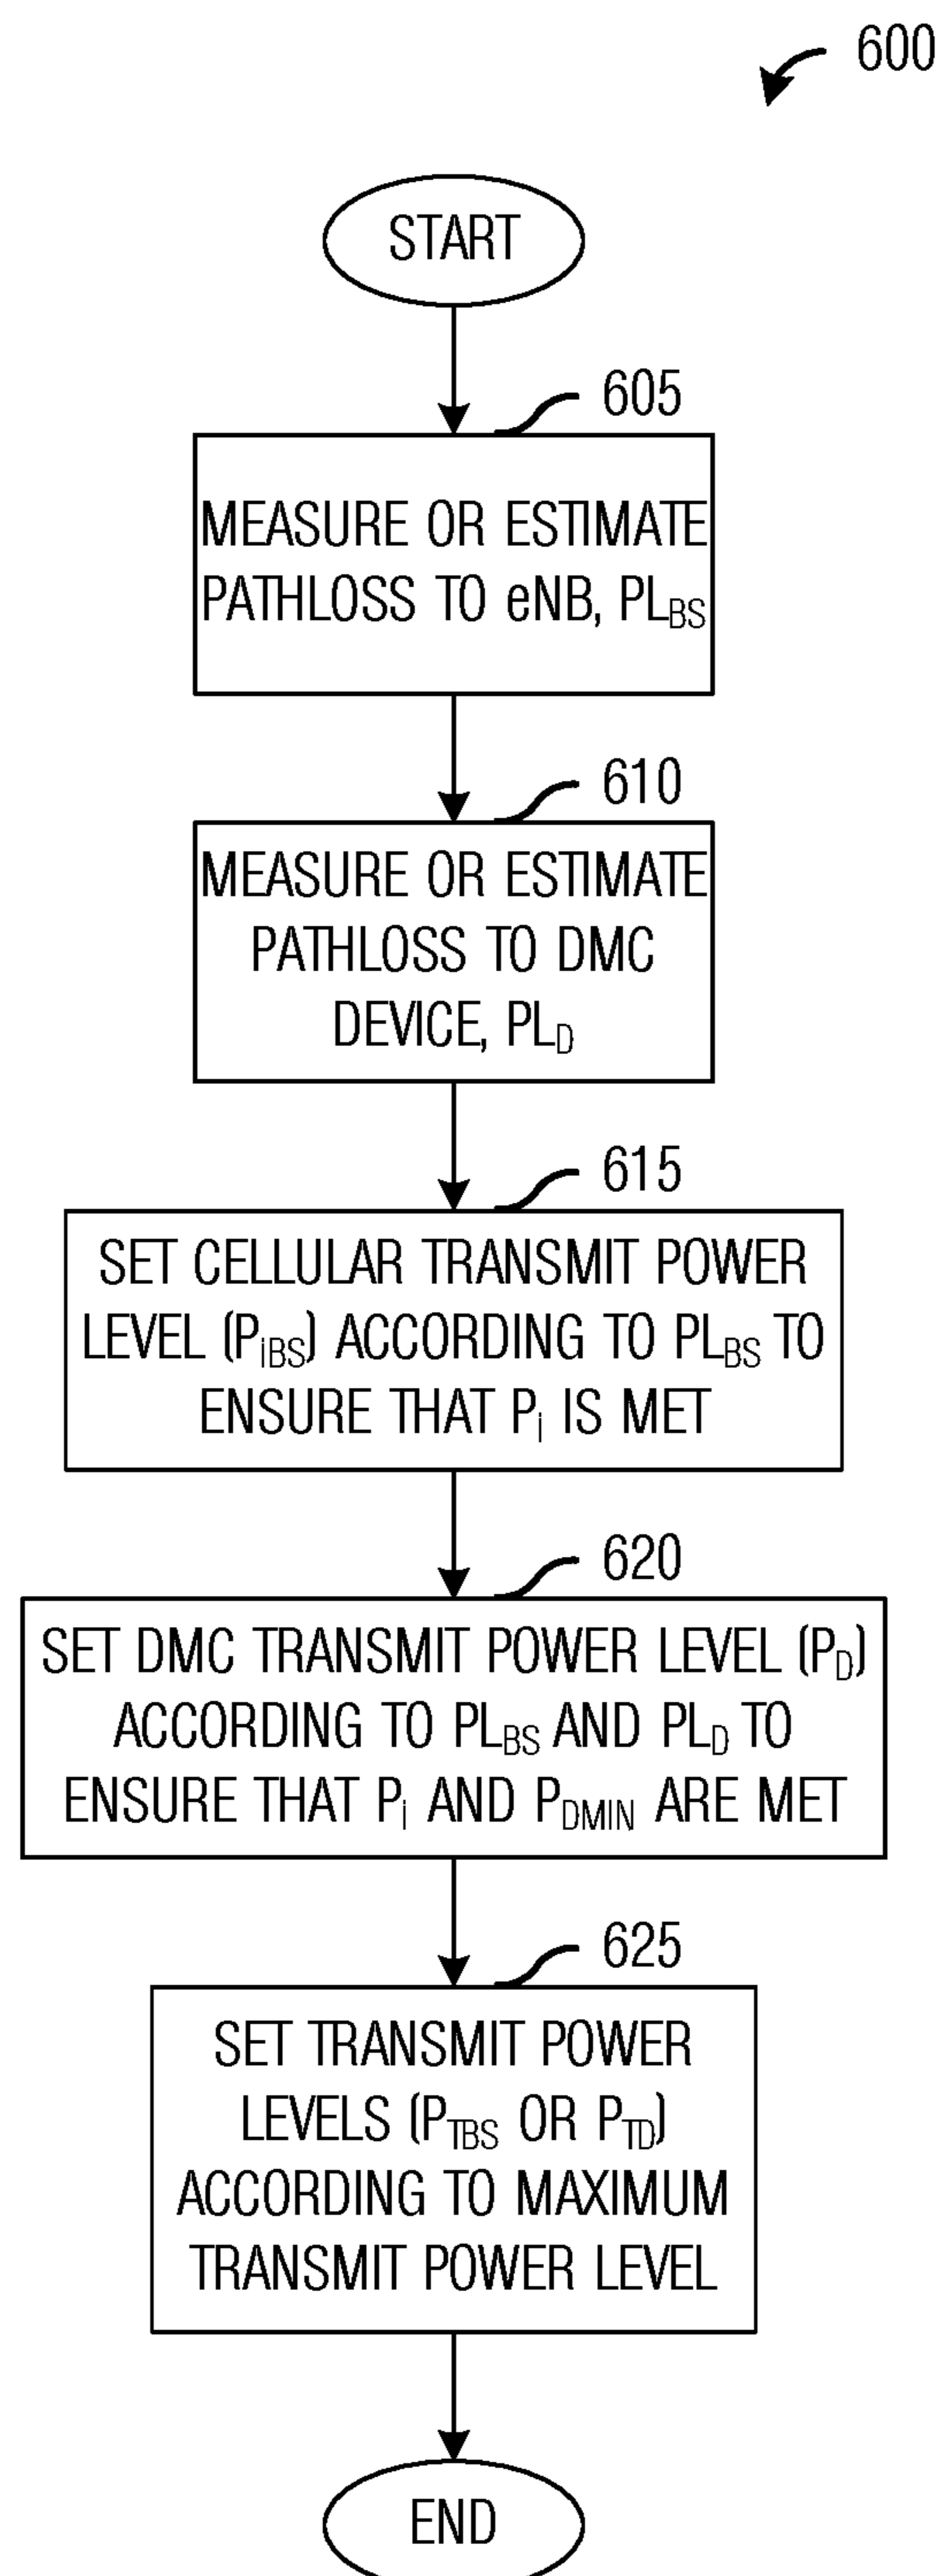 600
START
605
MEASURE OR ESTIMATE
PATHLOSS TO eNB, PLBS
610
MEASURE OR ESTIMATE
PATHLOSS TO DMC
DEVICE, PLD
615
SET CELLULAR TRANSMIT POWER
LEVEL (PiBS) ACCORDING TO PLBS TO
ENSURE THAT Pi IS MET
620
SET DMC TRANSMIT POWER LEVEL (PD)
ACCORDING TO PLBS AND PLD TO
ENSURE THAT Pi AND PDMIN ARE MET
625
SET TRANSMIT POWER
LEVELS (PTBS OR PTD)
ACCORDING TO MAXIMUM
TRANSMIT POWER LEVEL
END